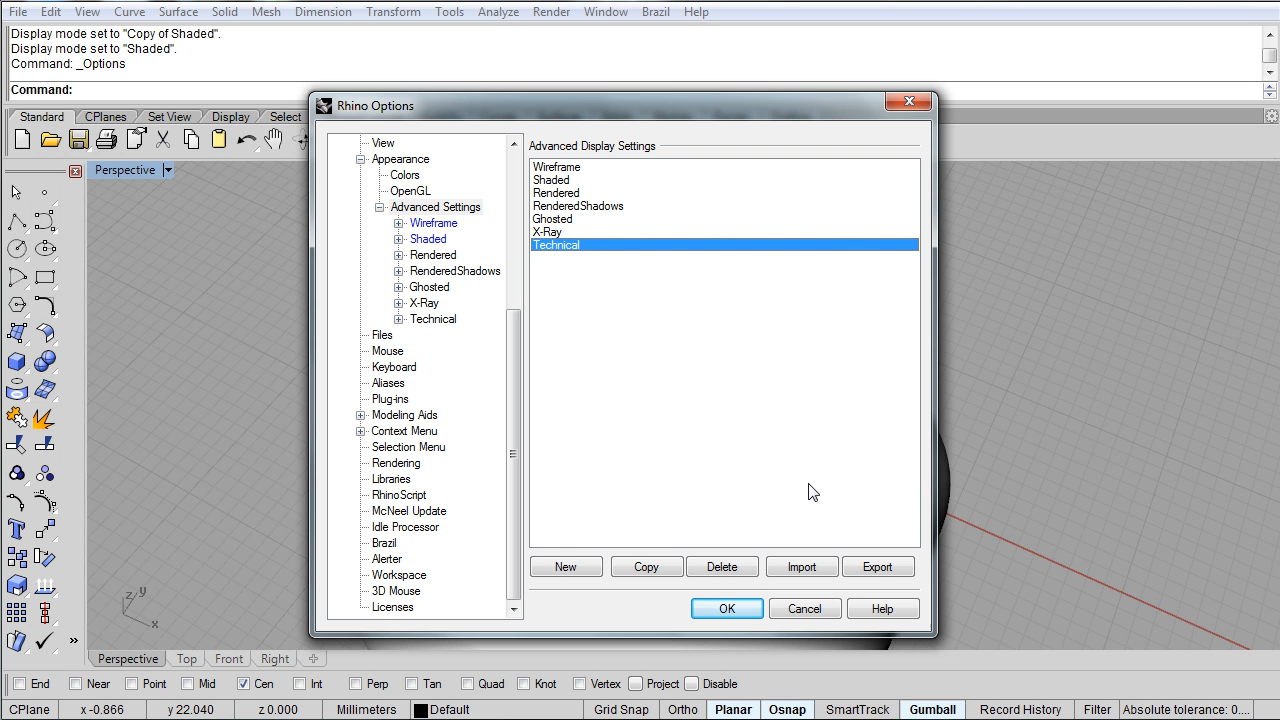 File Edit View Curve Surface Solid Mesh Dimension Transform Tools Analyze Render Window Brazil Help
Display mode set to "Copy of Shaded".
Display mode set to "Shaded".
Command: _Options
Command:
Standard CPlanes Set View Display Select
Perspective
Rhino Options
View
Appearance
Colors
OpenGL
Advanced Settings
Wireframe
Shaded
Rendered
RenderedShadows
Ghosted
X-Ray
Technical
Files
Mouse
Keyboard
Aliases
Plug-ins
Modeling Aids
Context Menu
Selection Menu
Rendering
Libraries
RhinoScript
McNeel Update
Idle Processor
Brazil
Alerter
Workspace
3D Mouse
Licenses
Advanced Display Settings
Wireframe
Shaded
Rendered
RenderedShadows
Ghosted
X-Ray
Technical
New Copy Delete Import Export
OK Cancel Help
z y
x
Perspective Top Front Right
End Near Point Mid Cen Int Perp Tan Quad Knot Vertex Project Disable
CPlane x -0.866 y 22.040 z 0.000 Millimeters Default Grid Snap Ortho Planar Osnap SmartTrack Gumball Record History Filter Absolute tolerance: 0....